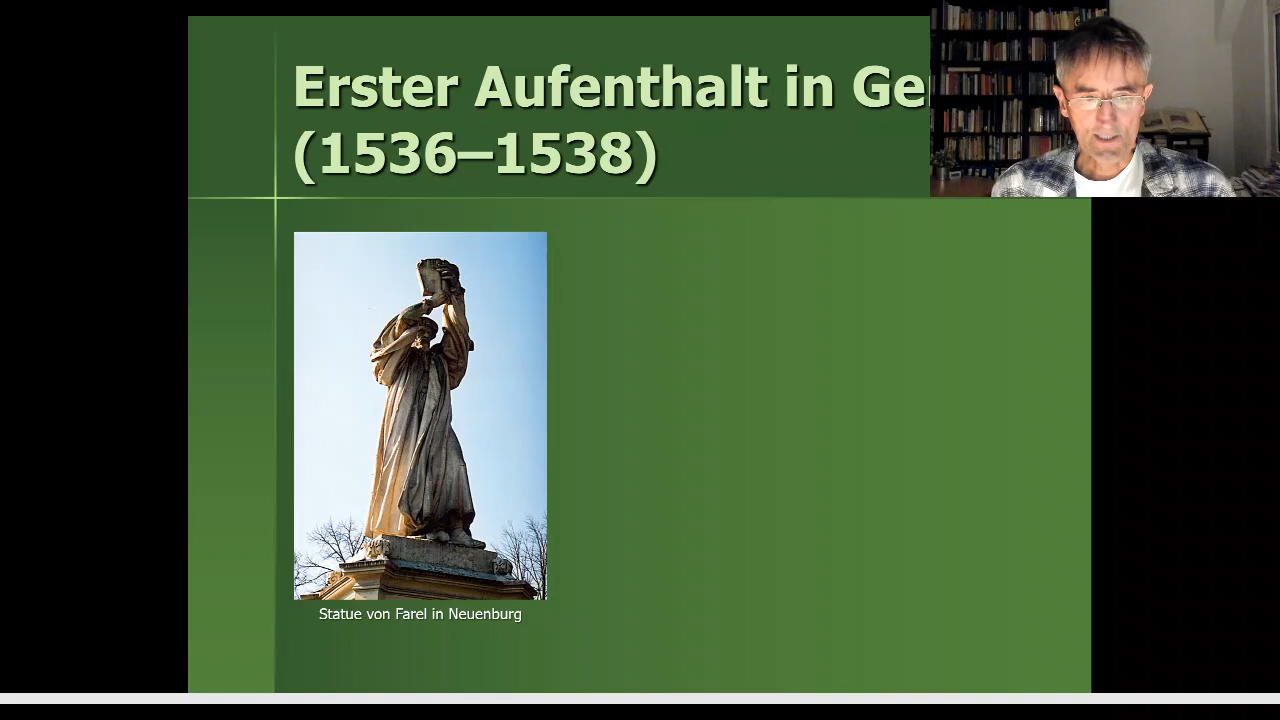 Erster Aufenthalt in Ge
(1536–1538)
Statue von Farel in Neuenburg